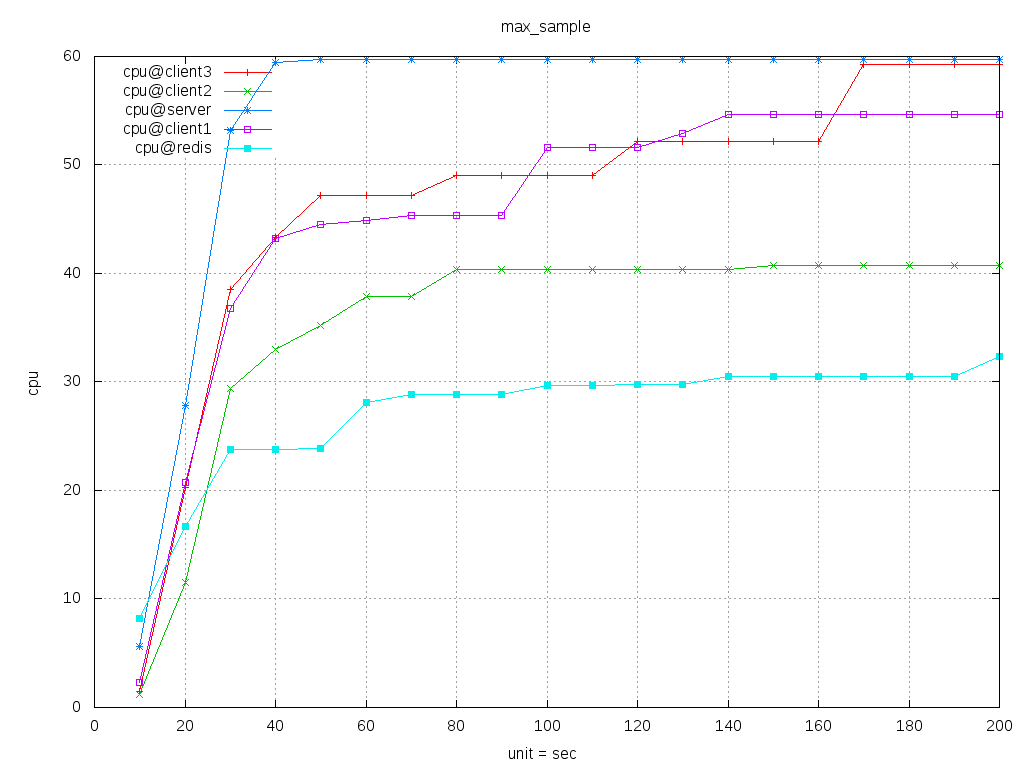 max_sample
60
50
40
30
20
10
0
cpu
cpu@client3
cpu@client2
cpu@server
cpu@client1
cpu@redis
0 20 40 60 80 100 120 140 160 180 200
unit = sec